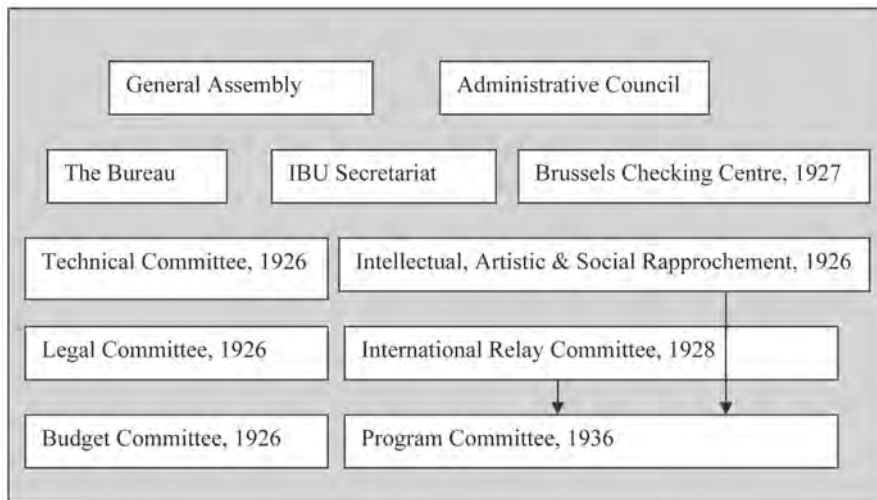 General Assembly
Administrative Council
The Bureau
IBU Secretariat
Brussels Checking Centre, 1927
Technical Committee, 1926
Intellectual, Artistic & Social Rapprochement, 1926
Legal Committee, 1926
International Relay Committee, 1928
Budget Committee, 1926
Program Committee, 1936